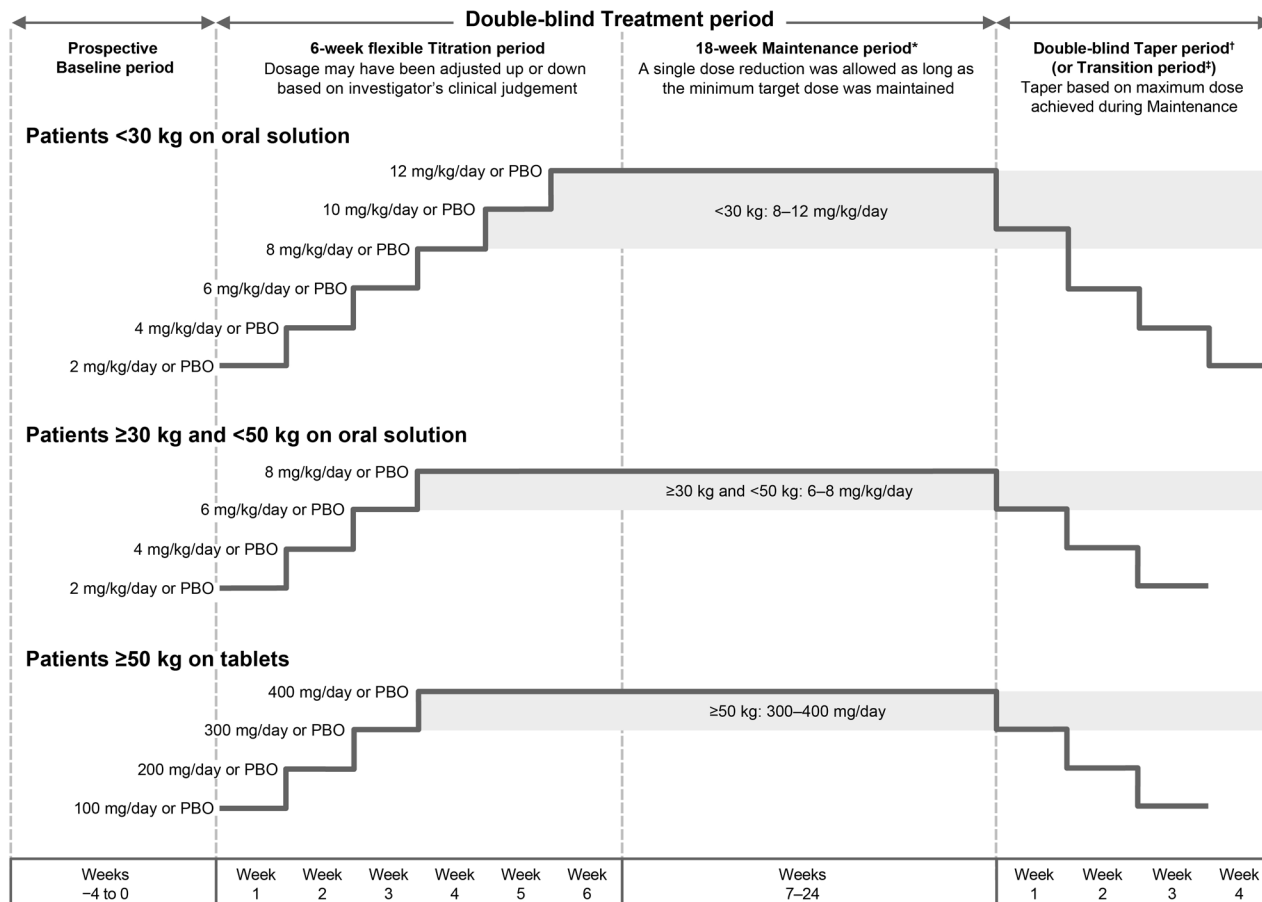 Double-blind Treatment period
Prospective
Baseline period
6-week flexible Titration period
Dosage may have been adjusted up or down
based on investigator’s clinical judgement
18-week Maintenance period*
A single dose reduction was allowed as long as
the minimum target dose was maintained
Double-blind Taper period†
(or Transition period‡)
Taper based on maximum dose
achieved during Maintenance
Patients <30 kg on oral solution
12 mg/kg/day or PBO
10 mg/kg/day or PBO
8 mg/kg/day or PBO
6 mg/kg/day or PBO
4 mg/kg/day or PBO
2 mg/kg/day or PBO
<30 kg: 8–12 mg/kg/day
Patients ≥30 kg and <50 kg on oral solution
8 mg/kg/day or PBO
6 mg/kg/day or PBO
4 mg/kg/day or PBO
2 mg/kg/day or PBO
≥30 kg and <50 kg: 6–8 mg/kg/day
Patients ≥50 kg on tablets
400 mg/day or PBO
300 mg/day or PBO
200 mg/day or PBO
100 mg/day or PBO
≥50 kg: 300–400 mg/day
Weeks
−4 to 0
Week
1
Week
2
Week
3
Week
4
Week
5
Week
6
Weeks
7–24
Week
1
Week
2
Week
3
Week
4